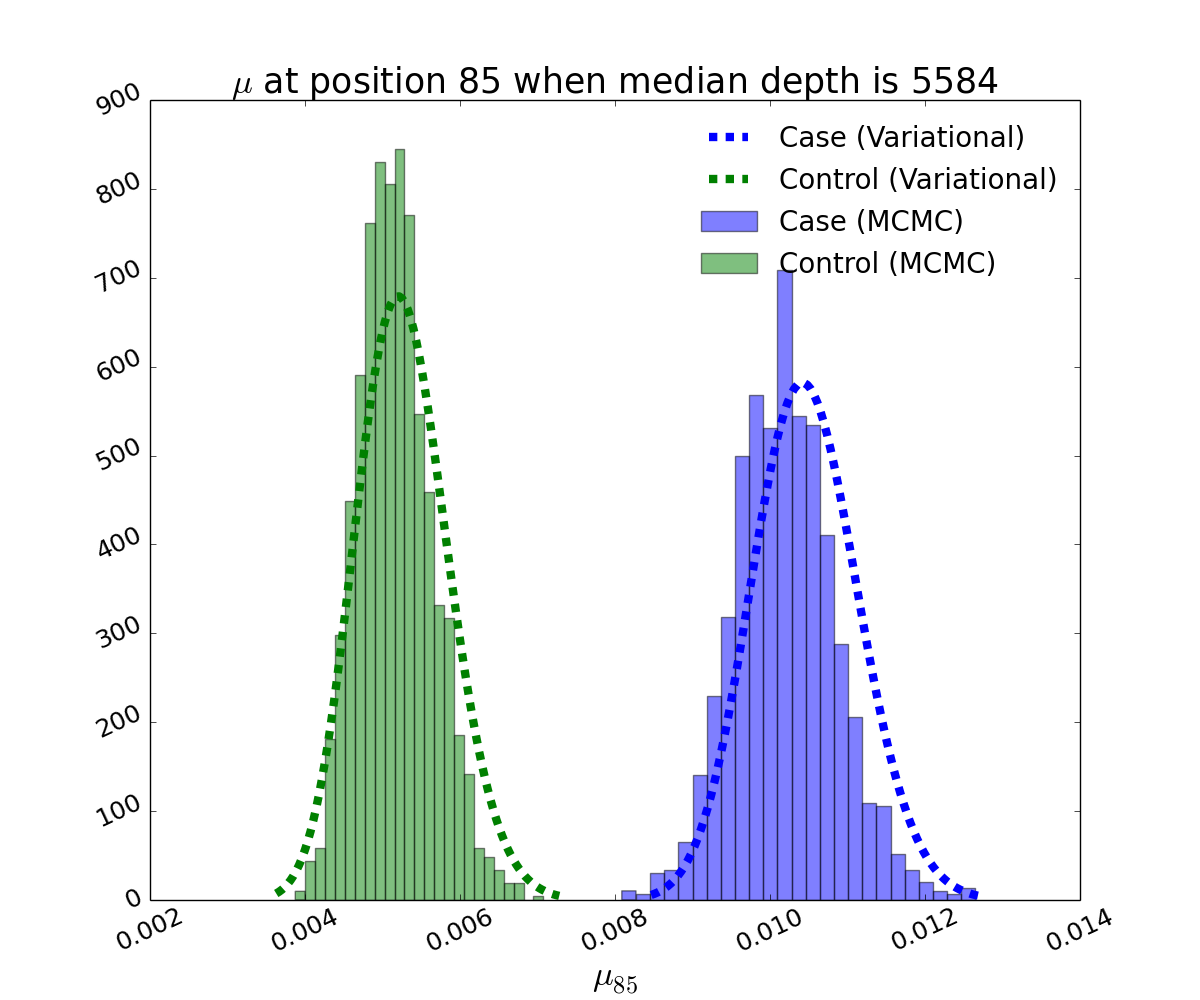 μ at position 85 when median depth is 5584
900
800
700
600
500
400
300
200
100
0
Case (Variational)
Control (Variational)
Case (MCMC)
Control (MCMC)
0.002 0.004 0.006 0.008 0.010 0.012 0.014
μ85